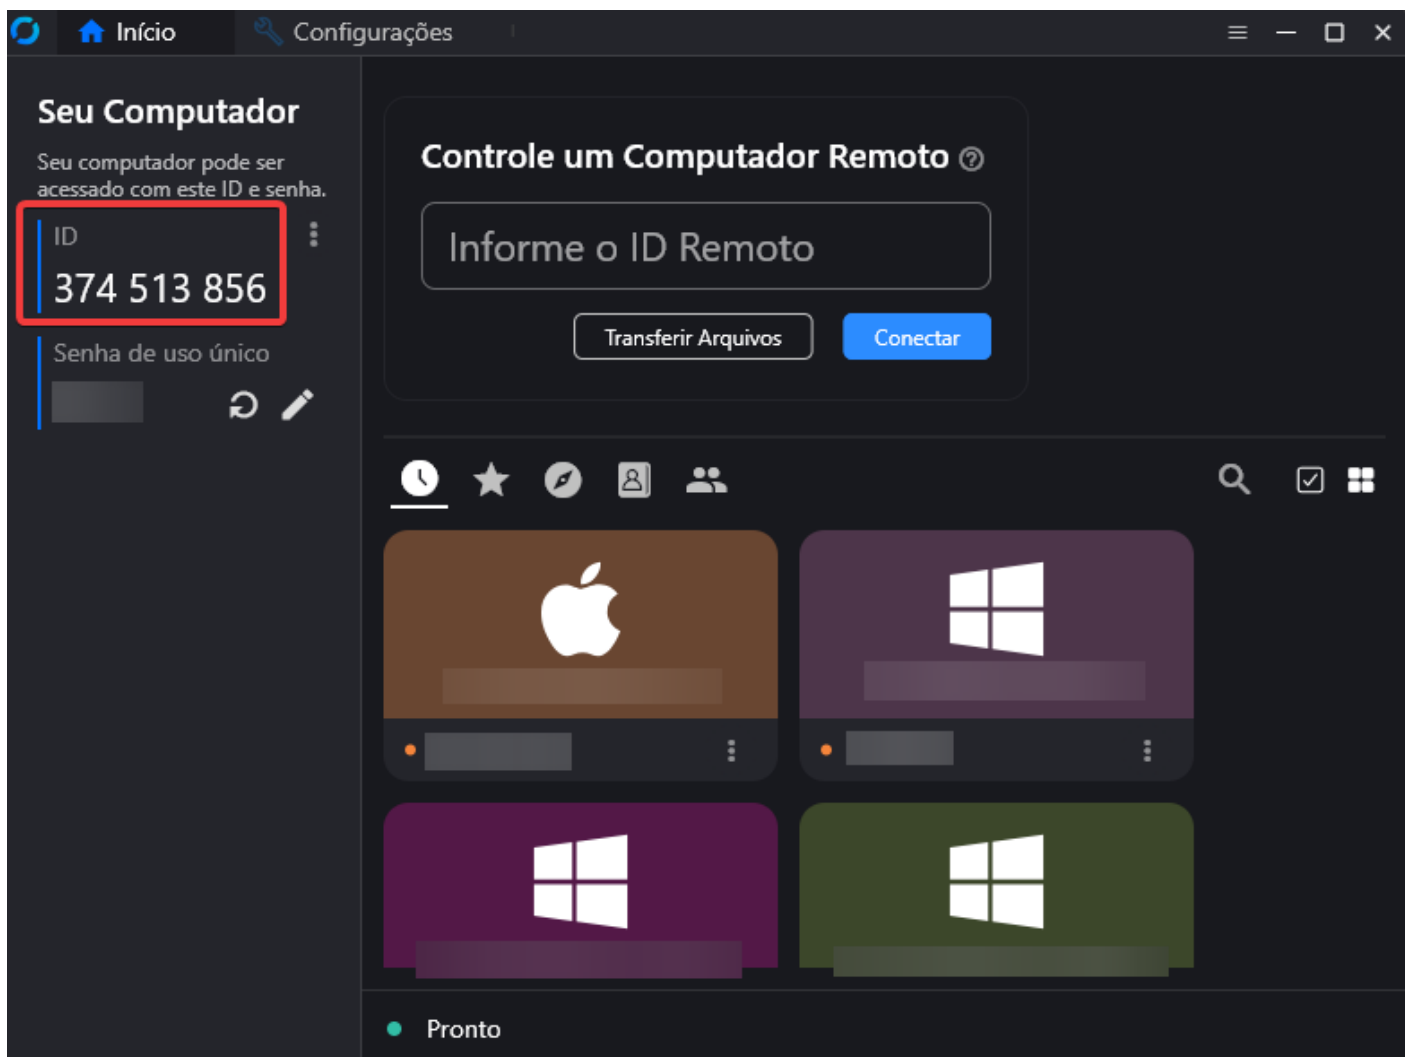 Início
Configurações
Seu Computador
Seu computador pode ser
acessado com este ID e senha.
ID
374 513 856
Senha de uso único
Controle um Computador Remoto
Informe o ID Remoto
Transferir Arquivos
Conectar
Pronto